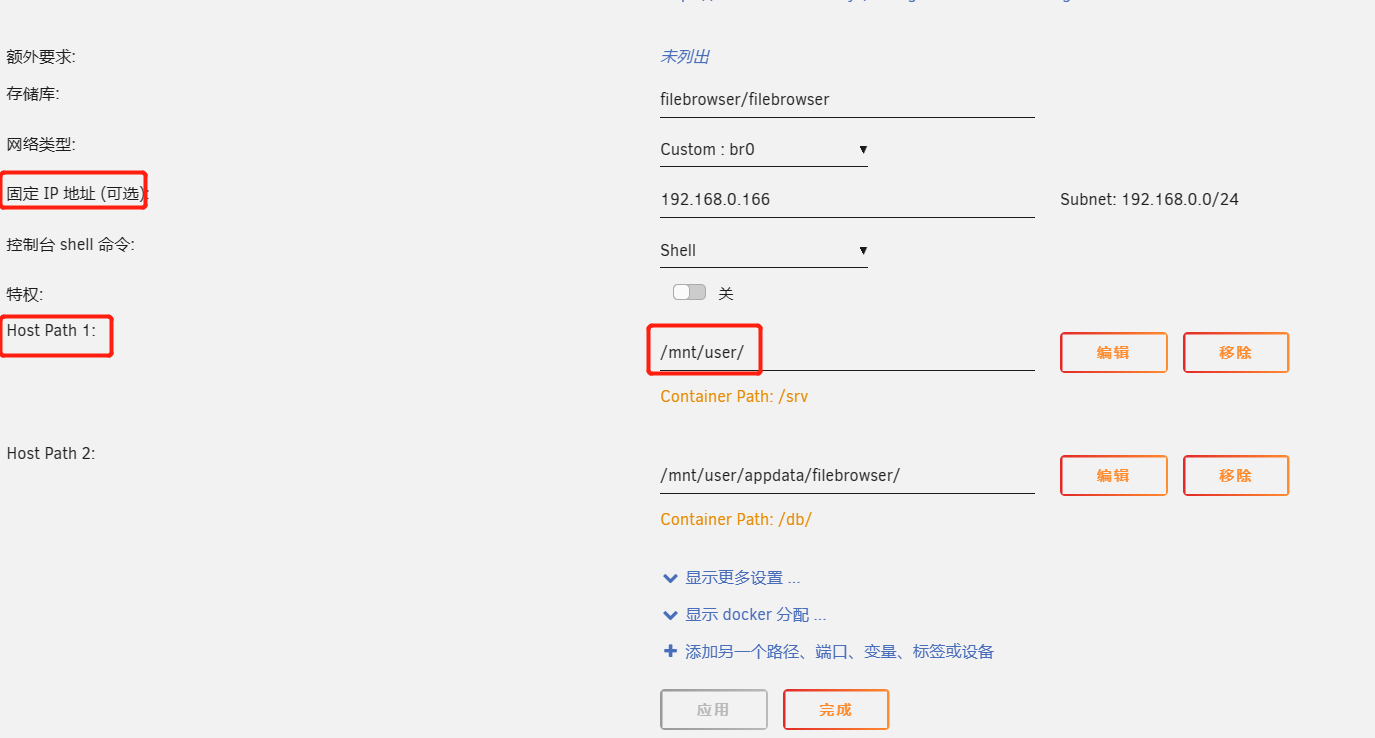 额外要求:
未列出
存储库:
filebrowser/filebrowser
网络类型:
Custom : br0
固定 IP 地址 (可选):
192.168.0.166
Subnet: 192.168.0.0/24
控制台 shell 命令:
Shell
特权:
关
Host Path 1:
/mnt/user/
编辑
移除
Container Path: /srv
Host Path 2:
/mnt/user/appdata/filebrowser/
编辑
移除
Container Path: /db/
显示更多设置 ...
显示 docker 分配 ...
添加另一个路径、端口、变量、标签或设备
应用
完成